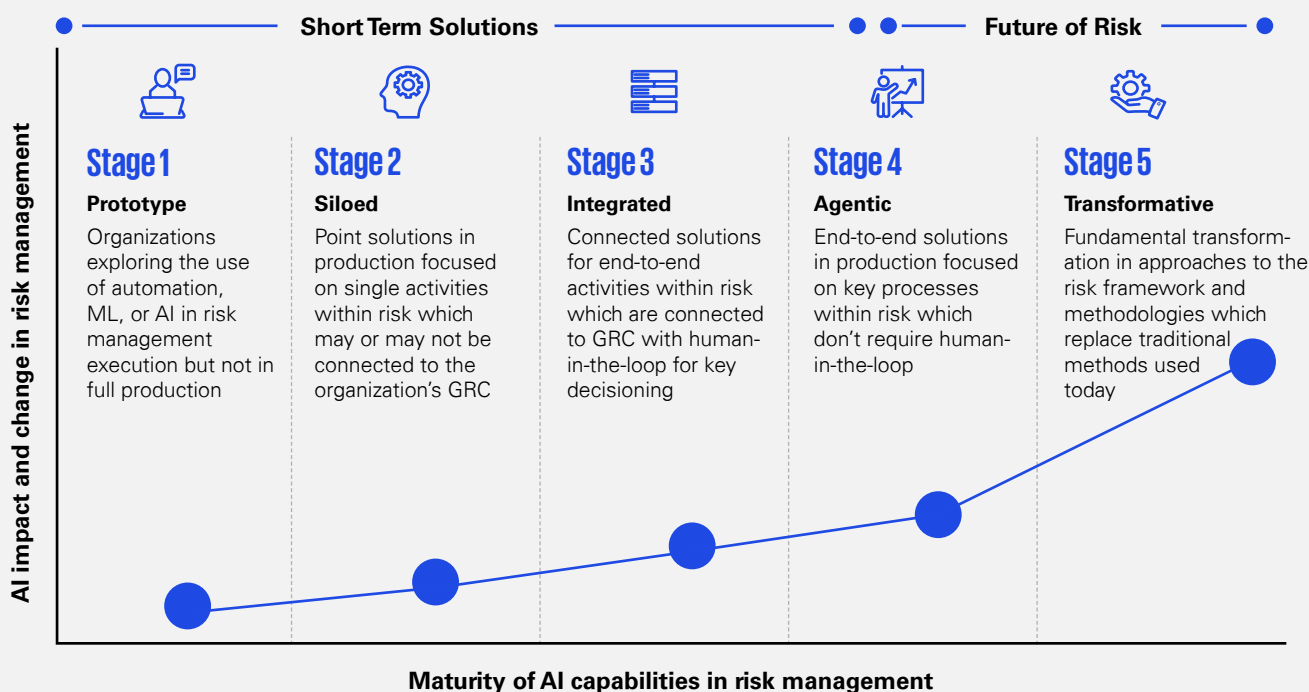 Short Term Solutions
Future of Risk
AI impact and change in risk management
Stage 1
Prototype
Organizations
exploring the use
of automation,
ML, or AI in risk
management
execution but not in
full production
Stage 2
Siloed
Point solutions in
production focused
on single activities
within risk which
may or may not be
connected to the
organization's GRC
Stage 3
Integrated
Connected solutions
for end-to-end
activities within risk
which are connected
to GRC with human-
in-the-loop for key
decisioning
Stage 4
Agentic
End-to-end solutions
in production focused
on key processes
within risk which
don't require human-
in-the-loop
Stage 5
Transformative
Fundamental transform-
ation in approaches to the
risk framework and
methodologies which
replace traditional
methods used
today
Maturity of AI capabilities in risk management